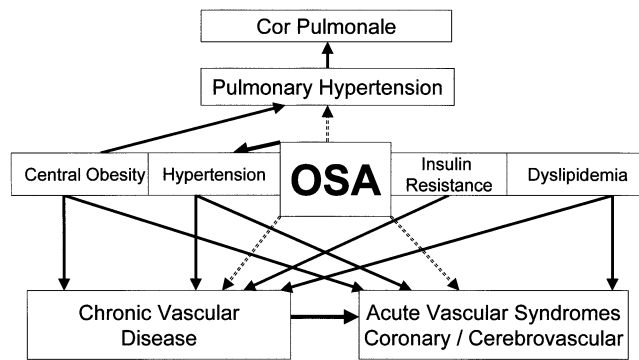 Cor Pulmonale
Pulmonary Hypertension
Central Obesity
Hypertension
OSA
Insulin
Resistance
Dyslipidemia
Chronic Vascular
Disease
Acute Vascular Syndromes
Coronary / Cerebrovascular